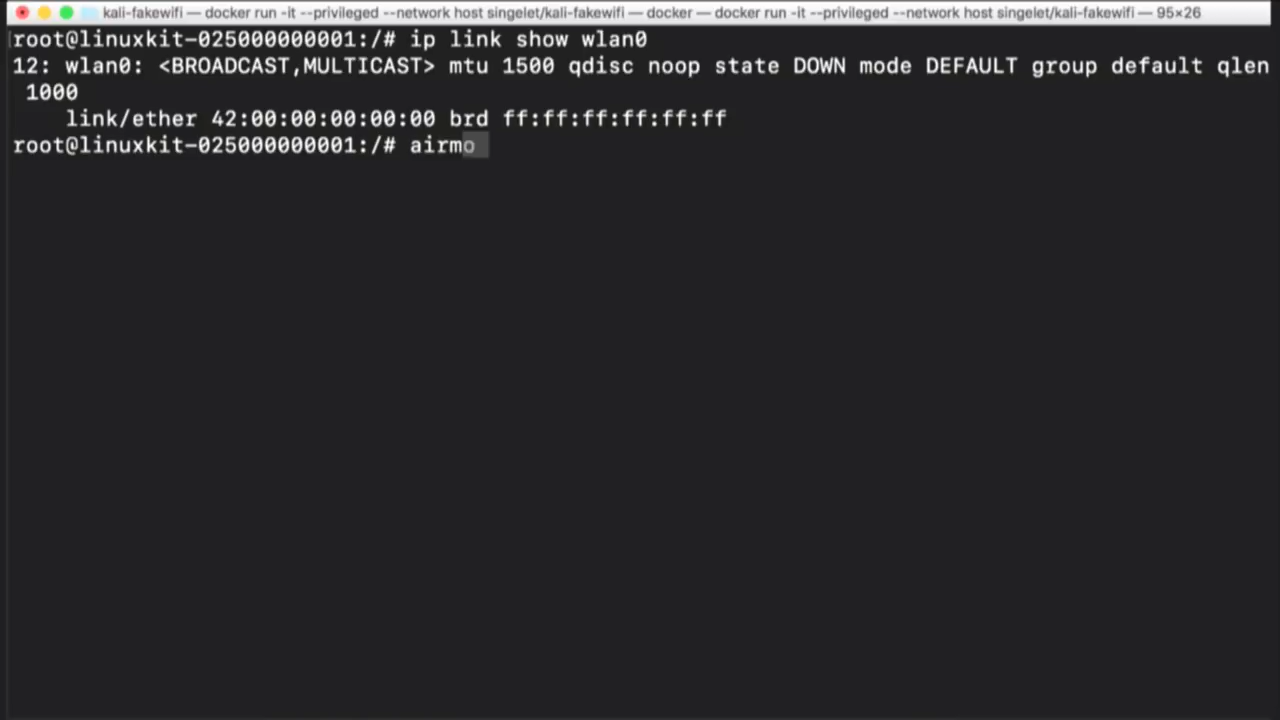 kali-fakewifi — docker run -it --privileged --network host singelet/kali-fakewifi — docker — docker run -it --privileged --network host singelet/kali-fakewifi — 95×26
root@linuxkit-025000000001:/# ip link show wlan0
12: wlan0: <BROADCAST,MULTICAST> mtu 1500 qdisc noop state DOWN mode DEFAULT group default qlen
1000
link/ether 42:00:00:00:00:00 brd ff:ff:ff:ff:ff:ff
root@linuxkit-025000000001:/# airmo